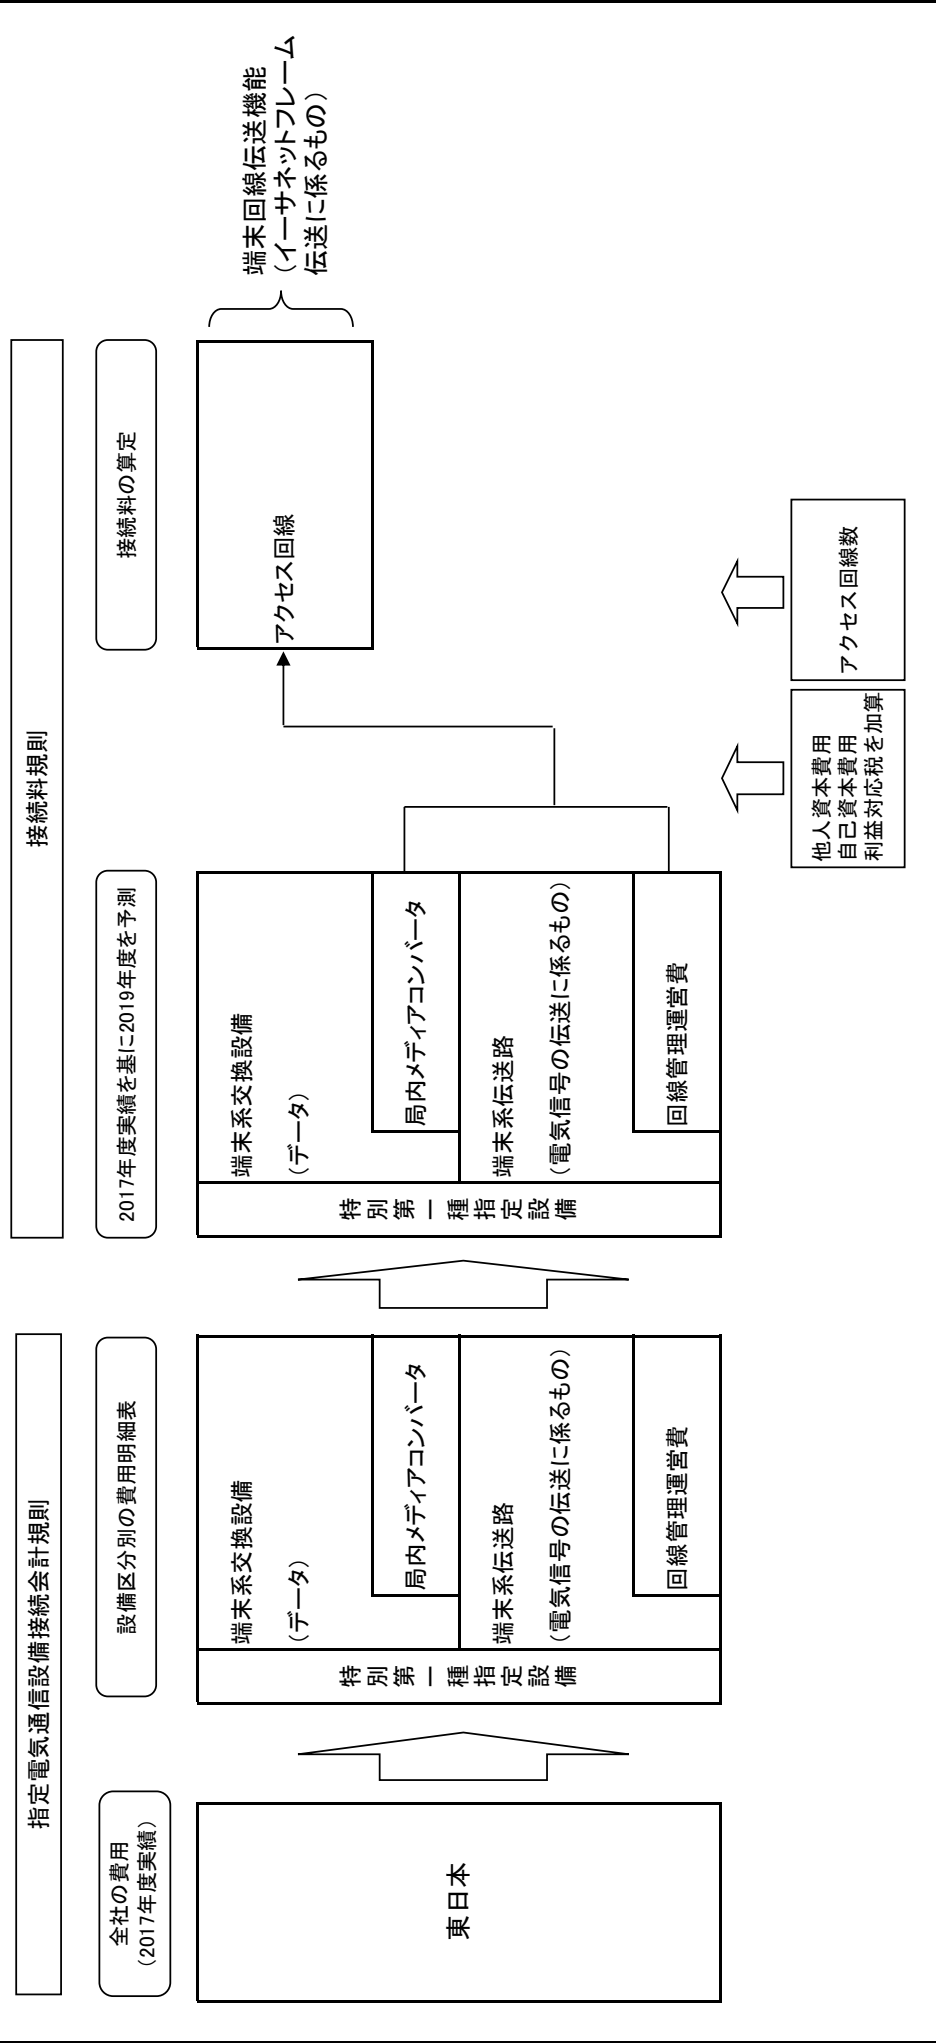 指定電気通信設備接続会計規則
接続料規則
全社の費用
（2017年度実績）
設備区分別の費用明細表
2017年度実績を基に2019年度を予測
接続料の算定
東日本
特別第一種指定設備
端末系交換設備
（データ）
局内メディアコンバータ
端末系伝送路
（電気信号の伝送に係るもの）
回線管理運営費
特別第一種指定設備
端末系交換設備
（データ）
局内メディアコンバータ
端末系伝送路
（電気信号の伝送に係るもの）
回線管理運営費
アクセス回線
端末回線伝送機能
（イーサネットフレーム
伝送に係るもの）
他人資本費用
自己資本費用
利益対応税を加算
アクセス回線数